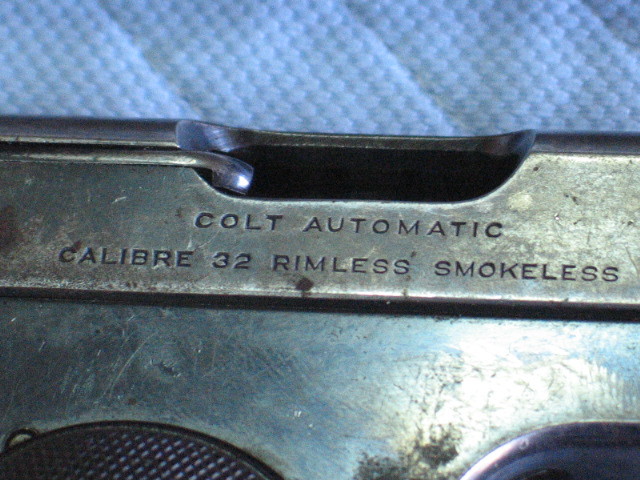 COLT AUTOMATIC
CALIBRE 32 RIMLESS SMOKELESS